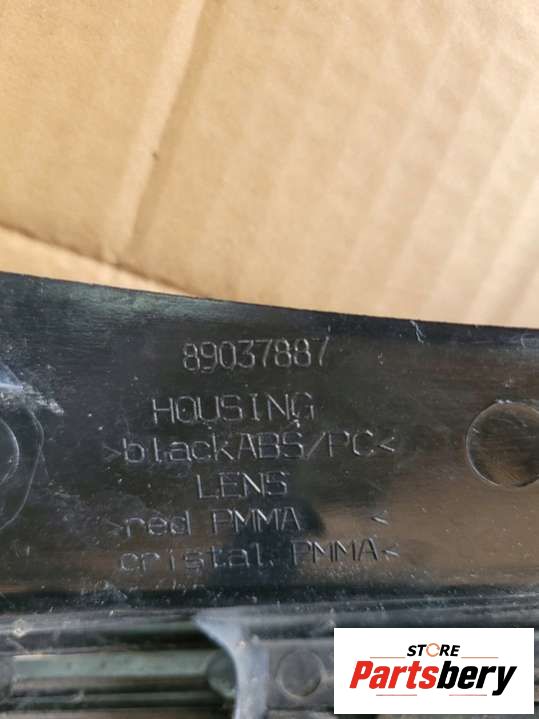 89037887
HOUSING
>blackABS/PC<
LENS
>red PMMA <
cristal PMMA<
STORE
Partsbery